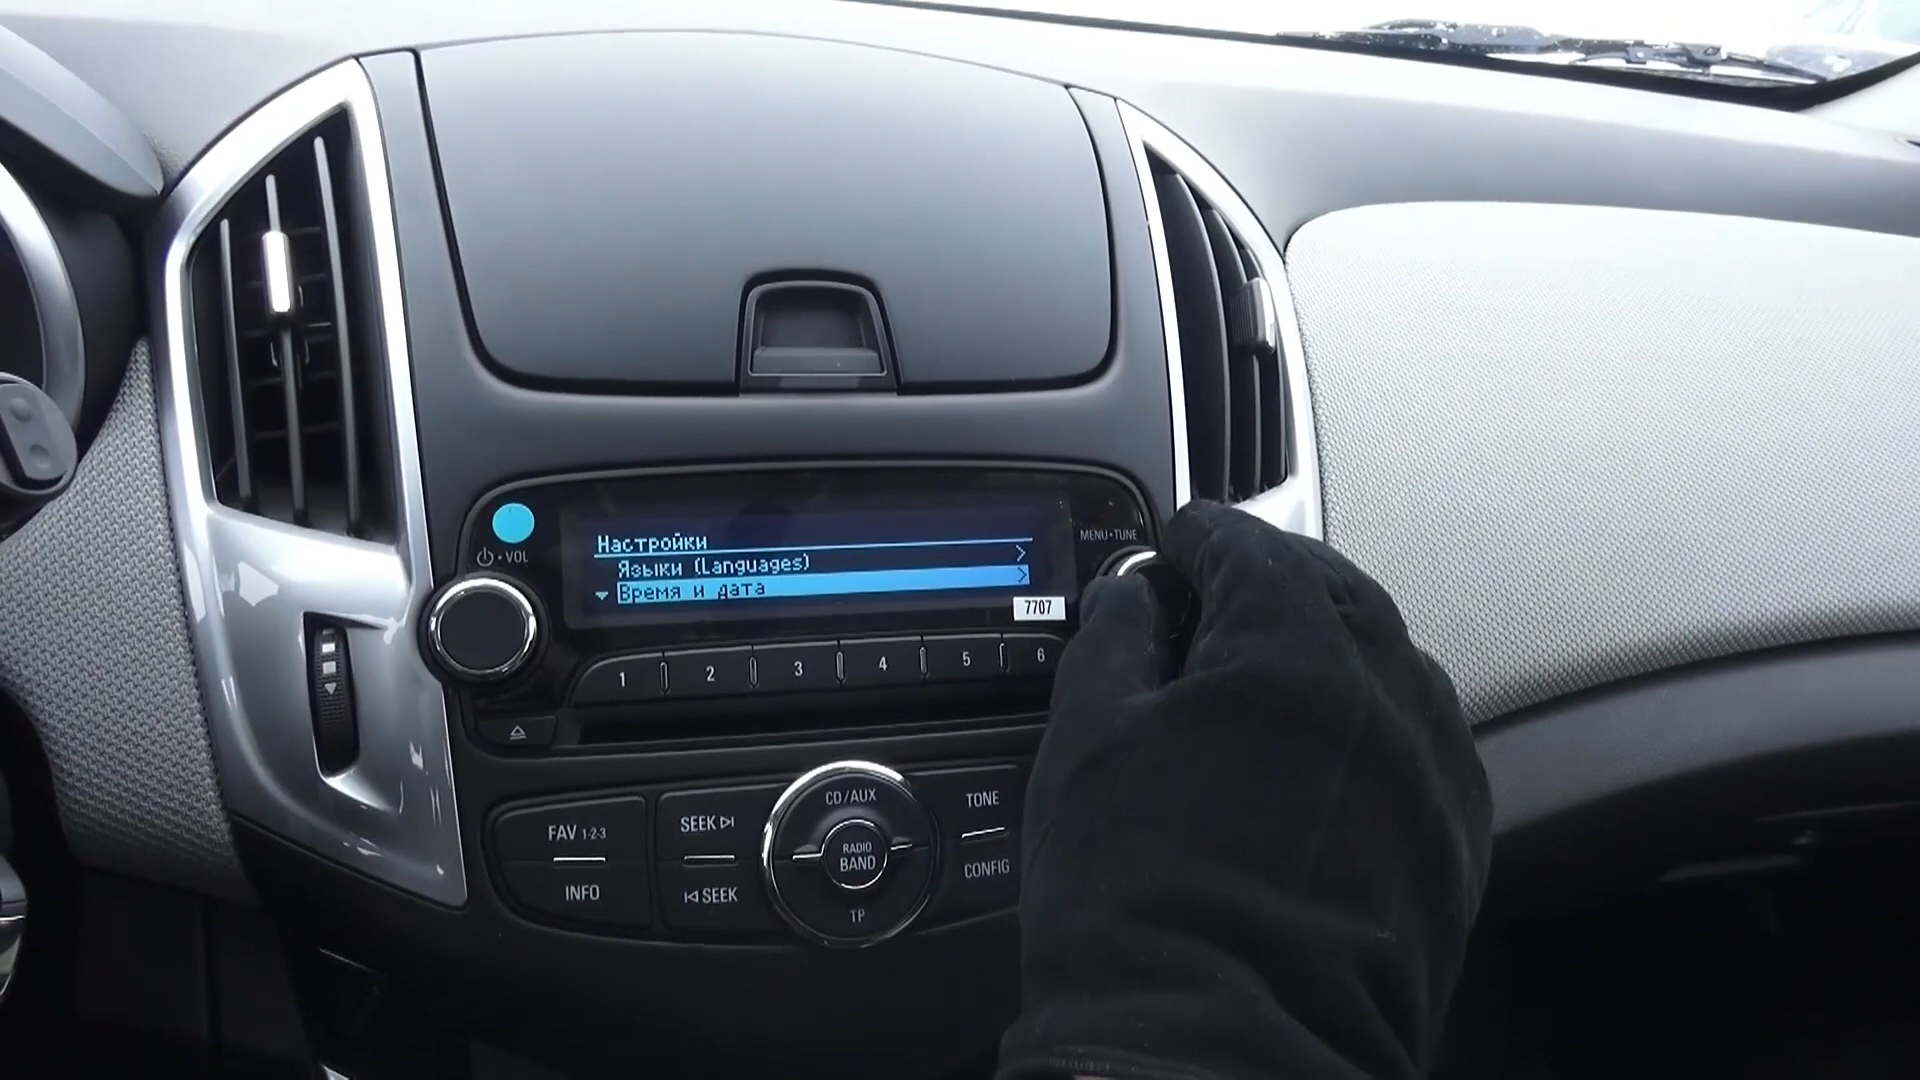 VOL
MENU•TUNE
Настройки
Языки (Languages)
Время и дата
7707
1 2 3 4 5 6
FAV 1-2-3
INFO
SEEK
SEEK
CD/AUX
RADIO
BAND
TP
TONE
CONFIG